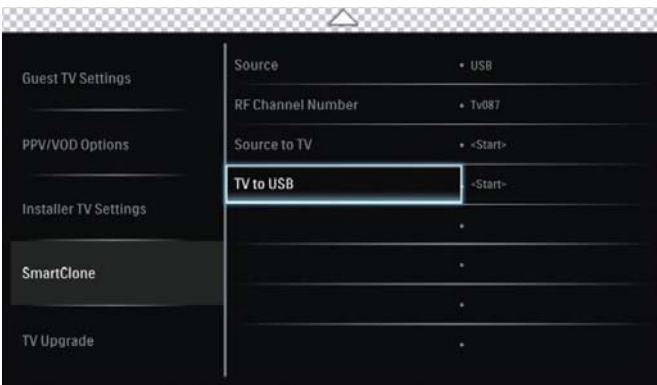 Guest TV Settings
PPV/VOD Options
Installer TV Settings
SmartClone
TV Upgrade
Source • USB
RF Channel Number • Tv087
Source to TV • <Start>
TV to USB • <Start>
•
•
•
•